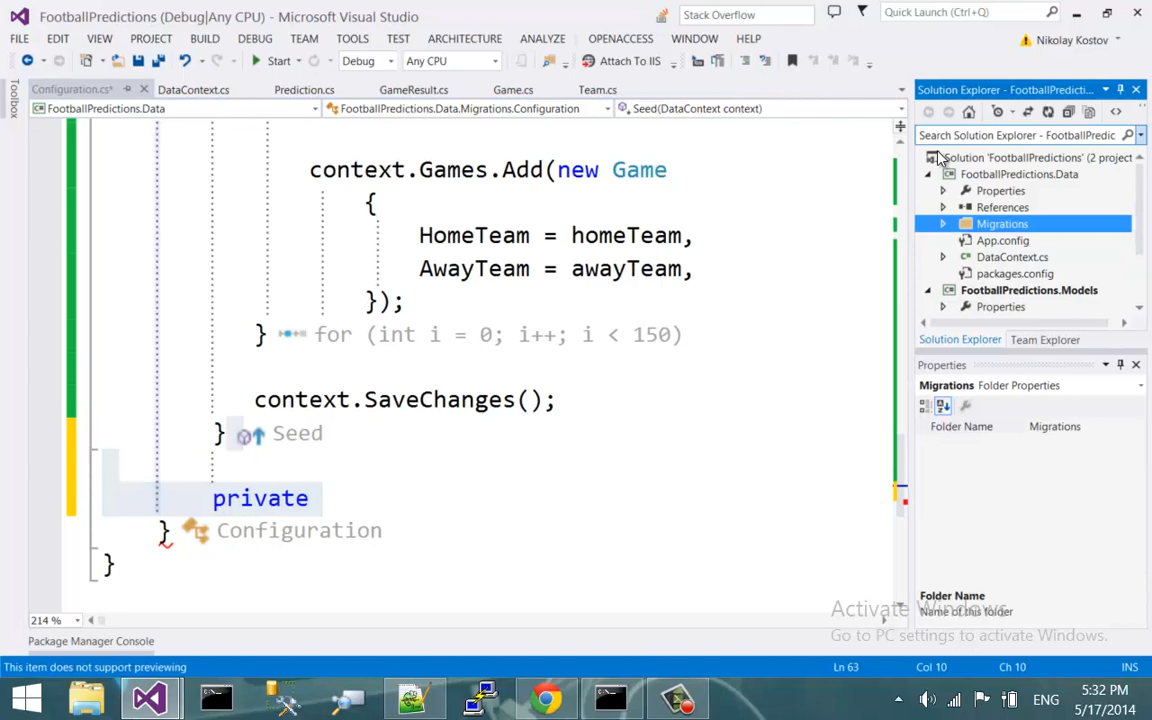 FootballPredictions (Debug|Any CPU) - Microsoft Visual Studio
Stack Overflow
Quick Launch (Ctrl+Q)
FILE EDIT VIEW PROJECT BUILD DEBUG TEAM TOOLS TEST ARCHITECTURE ANALYZE OPENACCESS WINDOW HELP
Nikolay Kostov
Start Debug Any CPU Attach To IIS
Toolbox
Configuration.cs* DataContext.cs Prediction.cs GameResult.cs Game.cs Team.cs
FootballPredictions.Data FootballPredictions.Data.Migrations.Configuration Seed(DataContext context)
context.Games.Add(new Game
{
HomeTeam = homeTeam,
AwayTeam = awayTeam,
});
} for (int i = 0; i++; i < 150)
context.SaveChanges();
} Seed
private
} Configuration
}
214 %
Package Manager Console
Solution Explorer - FootballPredicti...
Search Solution Explorer - FootballPredic
Solution 'FootballPredictions' (2 project
FootballPredictions.Data
Properties
References
Migrations
App.config
DataContext.cs
packages.config
FootballPredictions.Models
Properties
Solution Explorer Team Explorer
Properties
Migrations Folder Properties
Folder Name Migrations
Folder Name
Name of this folder
Activate Windows
Go to PC settings to activate Windows.
This item does not support previewing Ln 63 Col 10 Ch 10 INS
ENG
5:32 PM
5/17/2014